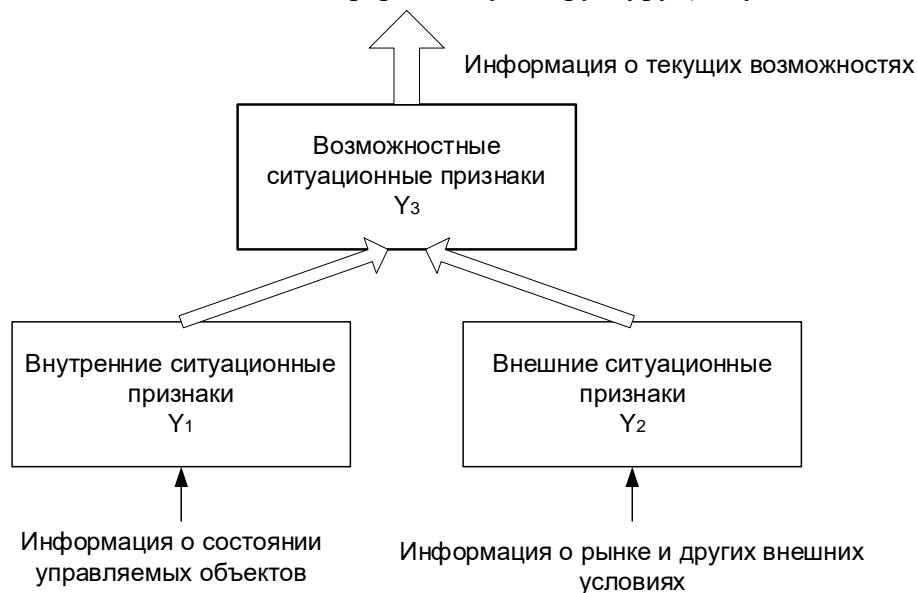 Информация о текущих возможностях
Возможностные
ситуационные признаки
Y3
Внутренние ситуационные
признаки
Y1
Внешние ситуационные
признаки
Y2
Информация о состоянии
управляемых объектов
Информация о рынке и других внешних
условиях